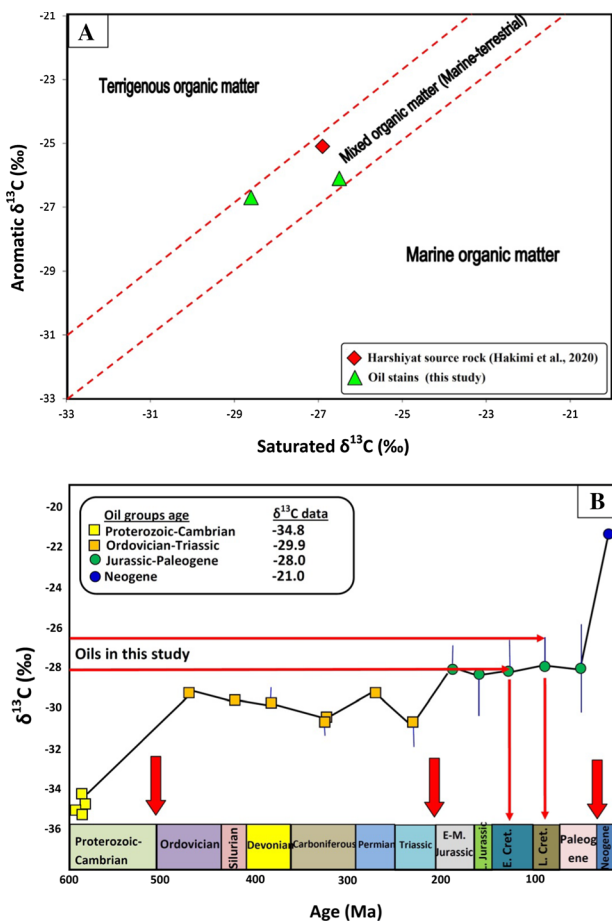 A
-21
-23
-25
-27
-29
-31
-33
Aromatic δ13C (‰)
Terrigenous organic matter
Mixed organic matter (Marine-terrestrial)
Marine organic matter
Harshiyat source rock (Hakimi et al., 2020)
Oil stains (this study)
-33 -31 -29 -27 -25 -23 -21
Saturated δ13C (‰)
B
-20
-22
-24
-26
-28
-30
-32
-34
-36
δ13C (‰)
Oil groups age δ13C data
Proterozoic-Cambrian -34.8
Ordovician-Triassic -29.9
Jurassic-Paleogene -28.0
Neogene -21.0
Oils in this study
Proterozoic-
Cambrian
Ordovician
Silurian
Devonian
Carboniferous
Permian
Triassic
E-M.
Jurassic
. Jurassic
E. Cret.
L. Cret.
Paleog
ene
Neogene
600 500 400 300 200 100
Age (Ma)